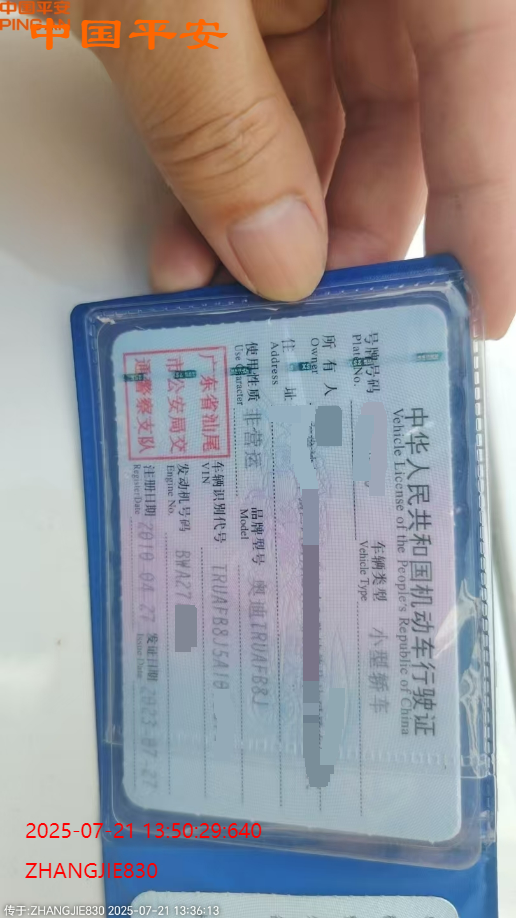 中国平安
PING AN
中国平安
中华人民共和国机动车行驶证
Vehicle License of the People's Republic of China
号牌号码
Plate No.
车辆类型 小型轿车
Vehicle Type
所有人
Owner
住址
Address
使用性质 非营运
Use Character
品牌型号 奥迪TRUAFB8J
Model
车辆识别代号 TRUAFB8J5A10
VIN
发动机号码 BWA27
Engine No.
注册日期 2010-04-27
Register Date
发证日期 2023-07-27
Issue Date
广东省汕尾
市公安局交
通警察支队
2025-07-21 13:50:29:640
ZHANGJIE830
传于:ZHANGJIE830 2025-07-21 13:36:13